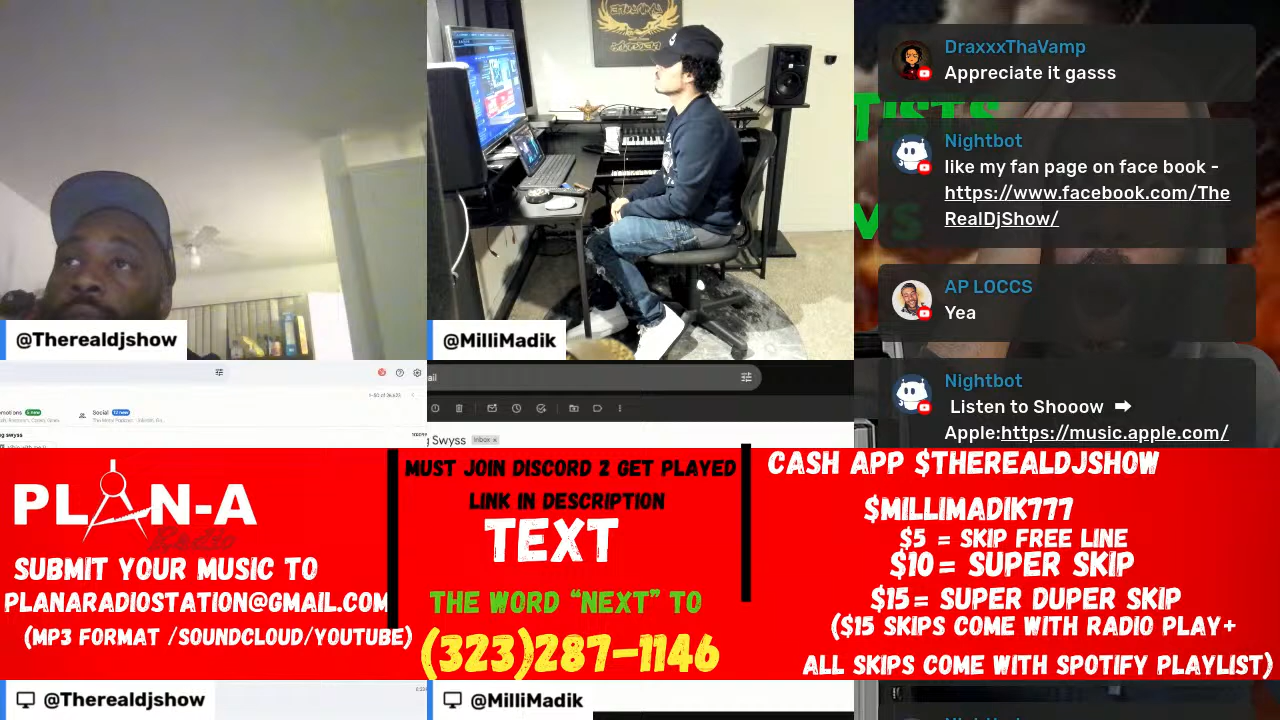 @Therealdjshow
@MilliMadik
DraxxxThaVamp
Appreciate it gasss
Nightbot
like my fan page on face book -
https://www.facebook.com/The
RealDjShow/
AP LOCCS
Yea
Nightbot
Listen to Shooow ➡
Apple:https://music.apple.com/
TISTS
Social
ail
g Swyss
Inbox x
PLAN-A
Radio
SUBMIT YOUR MUSIC TO
PLANARADIOSTATION@GMAIL.COM
(MP3 FORMAT /SOUNDCLOUD/YOUTUBE)
MUST JOIN DISCORD 2 GET PLAYED
LINK IN DESCRIPTION
TEXT
THE WORD “NEXT” TO
(323)287-1146
CASH APP $THEREALDJSHOW
$MILLIMADIK777
$5 = SKIP FREE LINE
$10 = SUPER SKIP
$15 = SUPER DUPER SKIP
($15 SKIPS COME WITH RADIO PLAY+
ALL SKIPS COME WITH SPOTIFY PLAYLIST)
@Therealdjshow
@MilliMadik